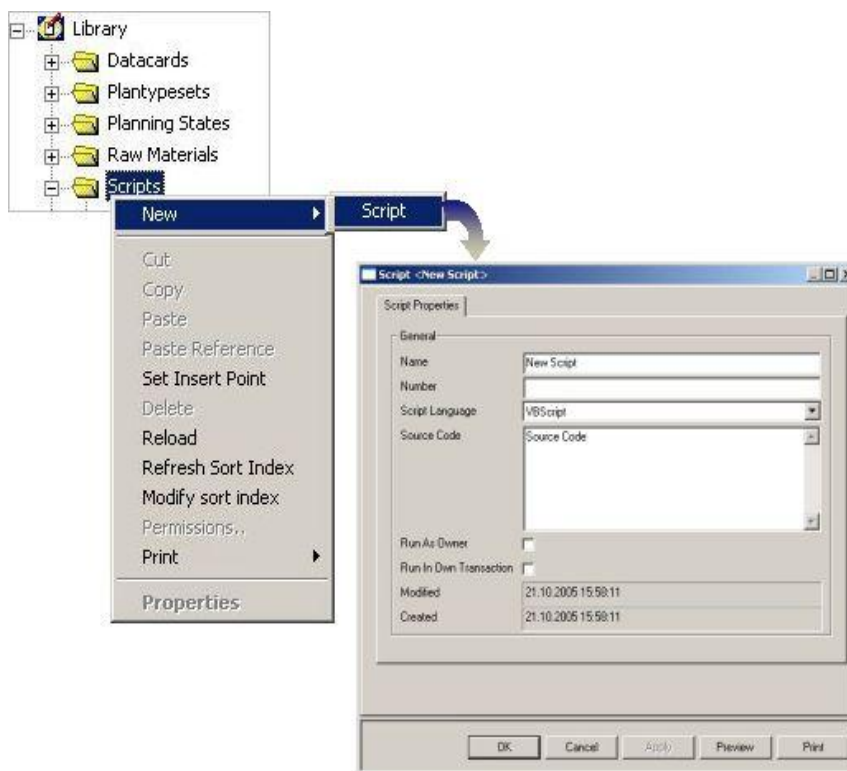 Library
Datacards
Plantypesets
Planning States
Raw Materials
Scripts
New
Script
Cut
Copy
Paste
Paste Reference
Set Insert Point
Delete
Reload
Refresh Sort Index
Modify sort index
Permissions..
Print
Properties
Script <New Script>
Script Properties
General
Name New Script
Number
Script Language VBScript
Source Code Source Code
Run As Owner
Run In Own Transaction
Modified 21.10.2005 15:58:11
Created 21.10.2005 15:58:11
OK Cancel Apply Preview Print